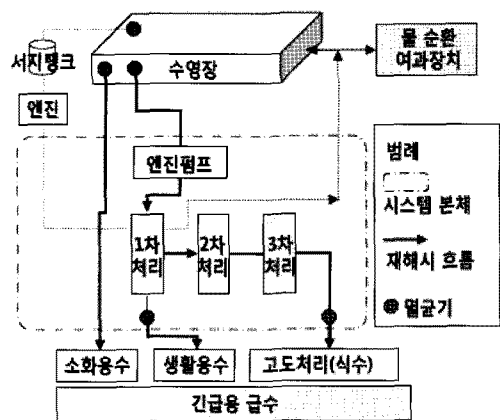 서지탱크
수영장
물 순환
여과장치
엔진
엔진펌프
범례
시스템 본체
재해시 흐름
멸균기
1차
처리
2차
처리
3차
처리
소화용수
생활용수
고도처리(식수)
긴급용 급수